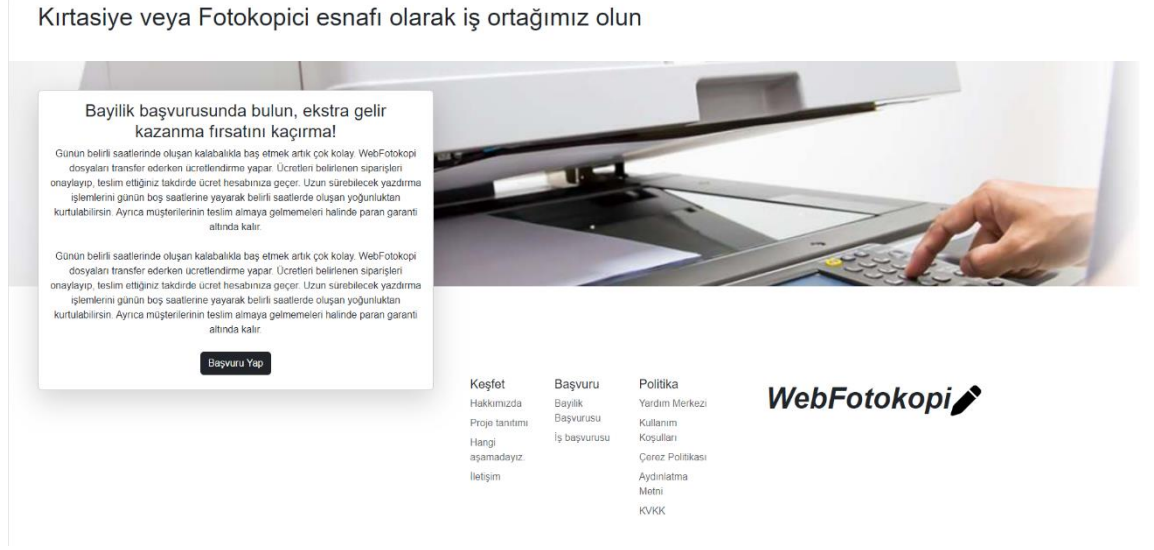 Kırtasiye veya Fotokopici esnafı olarak iş ortağımız olun
Bayilik başvurusunda bulun, ekstra gelir
kazanma fırsatını kaçırma!
Günün belirli saatlerinde oluşan kalabalıkla baş etmek artık çok kolay. WebFotokopi
dosyaları transfer ederken ücretlendirme yapar. Ücretleri belirlenen siparişleri
onaylayıp, teslim ettiğiniz takdirde ücret hesabınıza geçer. Uzun sürebilecek yazdırma
işlemlerini günün boş saatlerine yayarak belirli saatlerde oluşan yoğunluktan
kurtulabilirsin. Ayrıca müşterilerinin teslim almaya gelmemeleri halinde paran garanti
altında kalır.
Günün belirli saatlerinde oluşan kalabalıkla baş etmek artık çok kolay. WebFotokopi
dosyaları transfer ederken ücretlendirme yapar. Ücretleri belirlenen siparişleri
onaylayıp, teslim ettiğiniz takdirde ücret hesabınıza geçer. Uzun sürebilecek yazdırma
işlemlerini günün boş saatlerine yayarak belirli saatlerde oluşan yoğunluktan
kurtulabilirsin. Ayrıca müşterilerinin teslim almaya gelmemeleri halinde paran garanti
altında kalır.
Başvuru Yap
Keşfet
Hakkımızda
Proje tanıtımı
Hangi
aşamadayız.
İletişim
Başvuru
Bayilik
Başvurusu
İş başvurusu
Politika
Yardım Merkezi
Kullanım
Koşulları
Çerez Politikası
Aydınlatma
Metni
KVKK
WebFotokopi